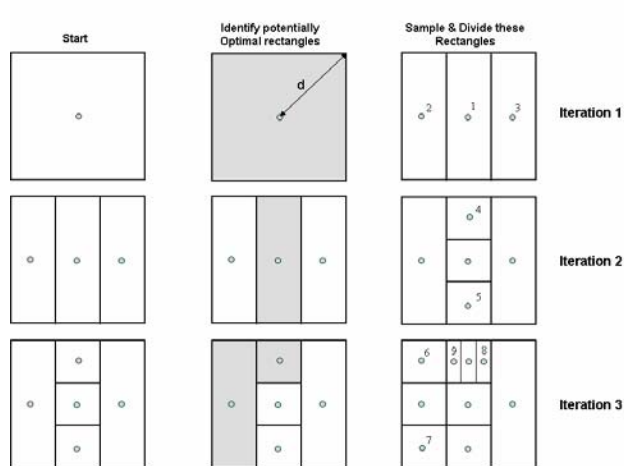 Start
Identify potentially
Optimal rectangles
Sample & Divide these
Rectangles
d
2 1 3
Iteration 1
4
5
Iteration 2
6 9 8
7
Iteration 3